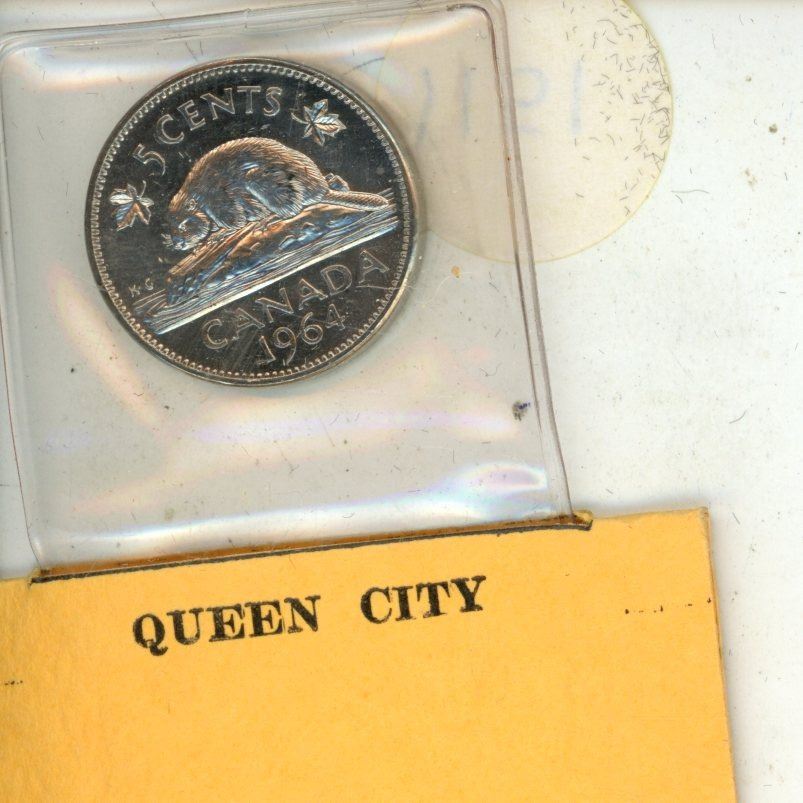 5 CENTS
K G
CANADA
1964
QUEEN CITY